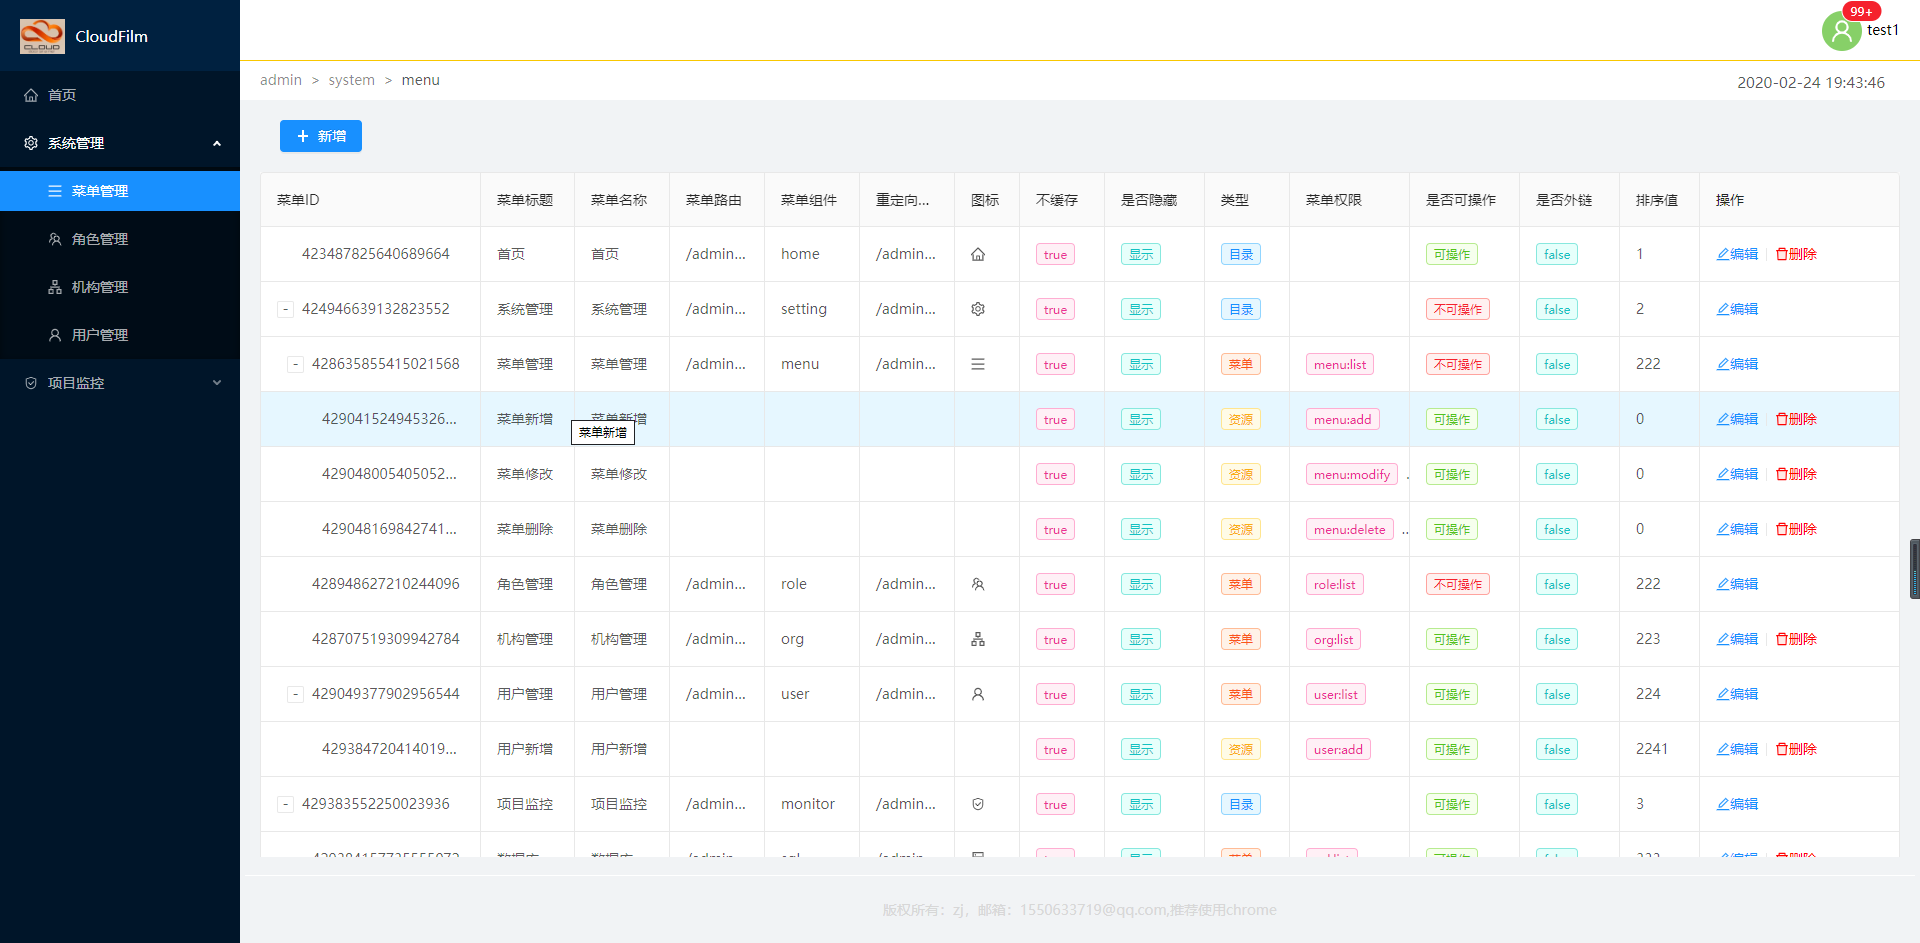 CloudFilm
99+
test1
admin > system > menu
2020-02-24 19:43:46
首页
系统管理
菜单管理
角色管理
机构管理
用户管理
项目监控
+ 新增
菜单ID 菜单标题 菜单名称 菜单路由 菜单组件 重定向... 图标 不缓存 是否隐藏 类型 菜单权限 是否可操作 是否外链 排序值 操作
423487825640689664 首页 首页 /admin... home /admin... true 显示 目录 可操作 false 1 编辑 删除
- 424946639132823552 系统管理 系统管理 /admin... setting /admin... true 显示 目录 不可操作 false 2 编辑
- 428635855415021568 菜单管理 菜单管理 /admin... menu /admin... true 显示 菜单 menu:list 不可操作 false 222 编辑
429041524945326... 菜单新增 菜单新增 true 显示 资源 menu:add 可操作 false 0 编辑 删除
菜单新增
429048005405052... 菜单修改 菜单修改 true 显示 资源 menu:modify . 可操作 false 0 编辑 删除
429048169842741... 菜单删除 菜单删除 true 显示 资源 menu:delete .. 可操作 false 0 编辑 删除
428948627210244096 角色管理 角色管理 /admin... role /admin... true 显示 菜单 role:list 不可操作 false 222 编辑
428707519309942784 机构管理 机构管理 /admin... org /admin... true 显示 菜单 org:list 可操作 false 223 编辑 删除
- 429049377902956544 用户管理 用户管理 /admin... user /admin... true 显示 菜单 user:list 可操作 false 224 编辑
429384720414019... 用户新增 用户新增 true 显示 资源 user:add 可操作 false 2241 编辑 删除
- 429383552250023936 项目监控 项目监控 /admin... monitor /admin... true 显示 目录 可操作 false 3 编辑
版权所有：zj，邮箱：1550633719@qq.com,推荐使用chrome